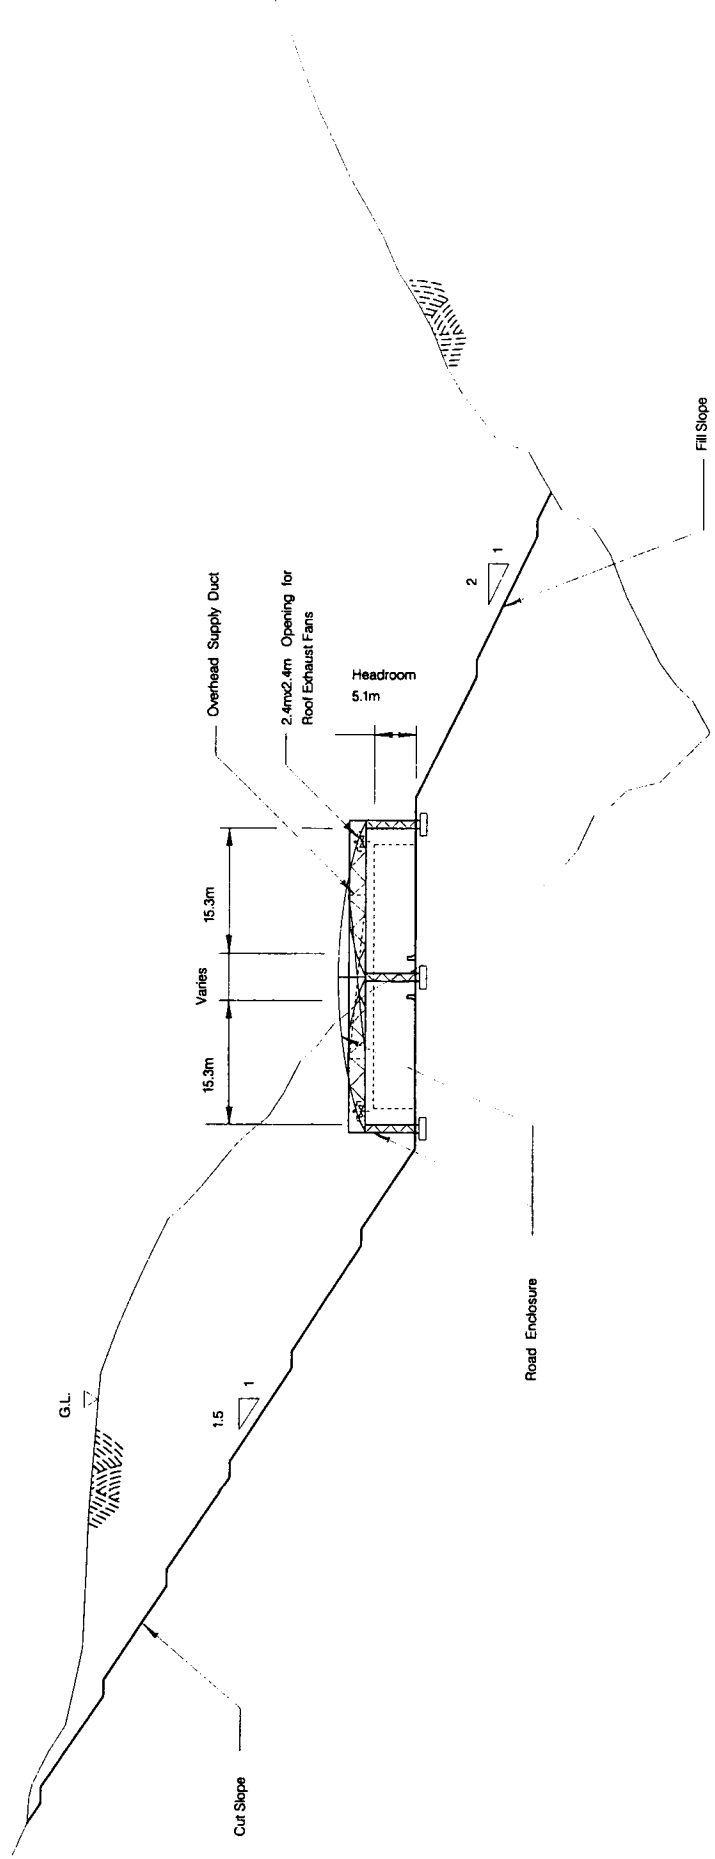 G.L.
1.5
1
Cut Slope
15.3m
Varies
15.3m
Overhead Supply Duct
2.4mx2.4m Opening for
Roof Exhaust Fans
Headroom
5.1m
2
1
Fill Slope
Road Enclosure